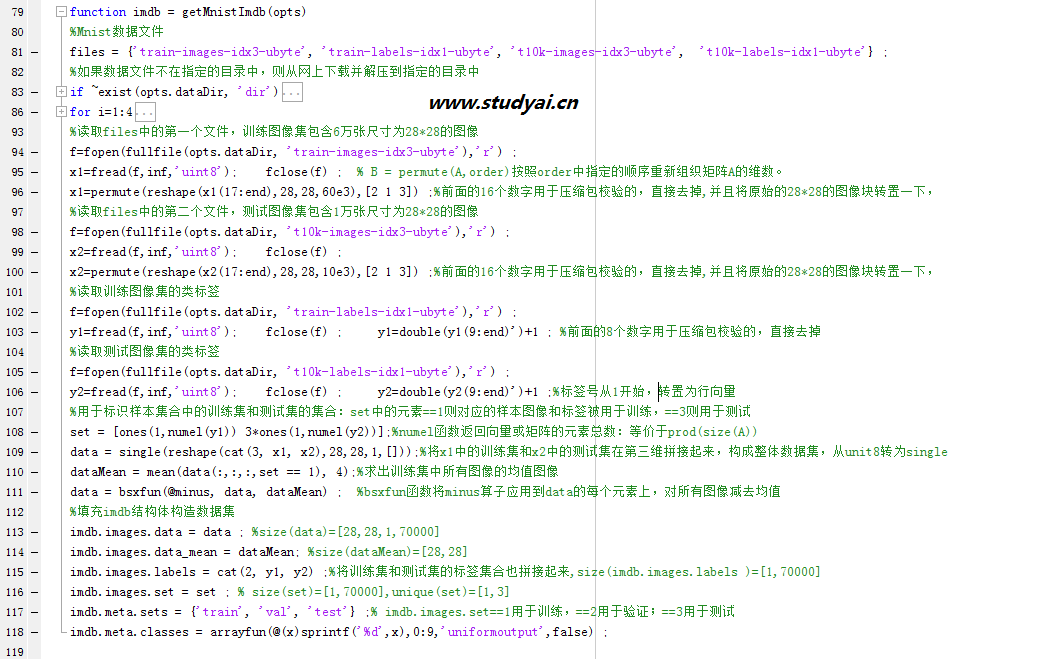 79 function imdb = getMnistImdb(opts)
80 %Mnist数据文件
81 — files = {'train-images-idx3-ubyte', 'train-labels-idx1-ubyte', 't10k-images-idx3-ubyte', 't10k-labels-idx1-ubyte'} ;
82 %如果数据文件不在指定的目录中，则从网上下载并解压到指定的目录中
83 — if ~exist(opts.dataDir, 'dir')...
86 — for i=1:4...
www.studyai.cn
93 %读取files中的第一个文件，训练图像集包含6万张尺寸为28*28的图像
94 — f=fopen(fullfile(opts.dataDir, 'train-images-idx3-ubyte'),'r') ;
95 — x1=fread(f,inf,'uint8'); fclose(f) ; % B = permute(A,order)按照order中指定的顺序重新组织矩阵A的维数。
96 — x1=permute(reshape(x1(17:end),28,28,60e3),[2 1 3]) ;%前面的16个数字用于压缩包校验的，直接去掉,并且将原始的28*28的图像块转置一下，
97 %读取files中的第二个文件，测试图像集包含1万张尺寸为28*28的图像
98 — f=fopen(fullfile(opts.dataDir, 't10k-images-idx3-ubyte'),'r') ;
99 — x2=fread(f,inf,'uint8'); fclose(f) ;
100 — x2=permute(reshape(x2(17:end),28,28,10e3),[2 1 3]) ;%前面的16个数字用于压缩包校验的，直接去掉,并且将原始的28*28的图像块转置一下，
101 %读取训练图像集的类标签
102 — f=fopen(fullfile(opts.dataDir, 'train-labels-idx1-ubyte'),'r') ;
103 — y1=fread(f,inf,'uint8'); fclose(f) ; y1=double(y1(9:end)')+1 ; %前面的8个数字用于压缩包校验的，直接去掉
104 %读取测试图像集的类标签
105 — f=fopen(fullfile(opts.dataDir, 't10k-labels-idx1-ubyte'),'r') ;
106 — y2=fread(f,inf,'uint8'); fclose(f) ; y2=double(y2(9:end)')+1 ;%标签号从1开始，转置为行向量
107 %用于标识样本集合中的训练集和测试集的集合：set中的元素==1则对应的样本图像和标签被用于训练，==3则用于测试
108 — set = [ones(1,numel(y1)) 3*ones(1,numel(y2))];%numel函数返回向量或矩阵的元素总数：等价于prod(size(A))
109 — data = single(reshape(cat(3, x1, x2),28,28,1,[]));%将x1中的训练集和x2中的测试集在第三维拼接起来，构成整体数据集，从unit8转为single
110 — dataMean = mean(data(:,:,:,set == 1), 4);%求出训练集中所有图像的均值图像
111 — data = bsxfun(@minus, data, dataMean) ; %bsxfun函数将minus算子应用到data的每个元素上，对所有图像减去均值
112 %填充imdb结构体构造数据集
113 — imdb.images.data = data ; %size(data)=[28,28,1,70000]
114 — imdb.images.data_mean = dataMean; %size(dataMean)=[28,28]
115 — imdb.images.labels = cat(2, y1, y2) ;%将训练集和测试集的标签集合也拼接起来,size(imdb.images.labels )=[1,70000]
116 — imdb.images.set = set ; % size(set)=[1,70000],unique(set)=[1,3]
117 — imdb.meta.sets = {'train', 'val', 'test'} ;% imdb.images.set==1用于训练，==2用于验证；==3用于测试
118 — imdb.meta.classes = arrayfun(@(x)sprintf('%d',x),0:9,'uniformoutput',false) ;
119